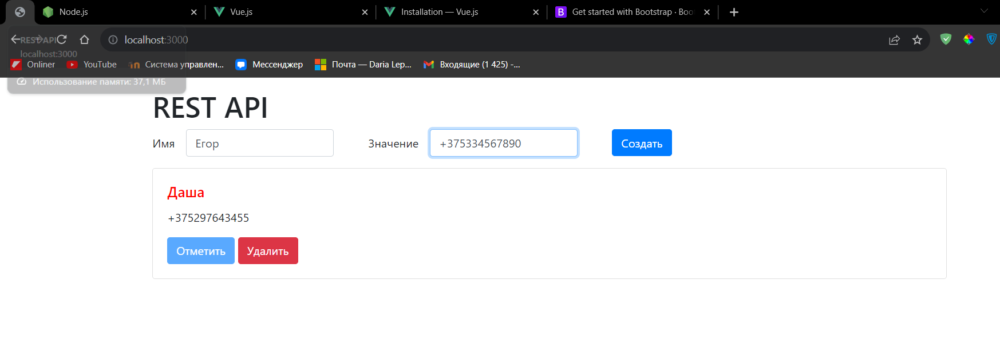 Node.js
Vue.js
Installation — Vue.js
Get started with Bootstrap · Boo
localhost:3000
REST API
localhost:3000
Onliner
YouTube
Система управлен...
Мессенджер
Почта — Daria Lep...
Входящие (1 425) -...
Использование памяти: 37,1 МБ
REST API
Имя
Егор
Значение
+375334567890
Создать
Даша
+375297643455
Отметить
Удалить